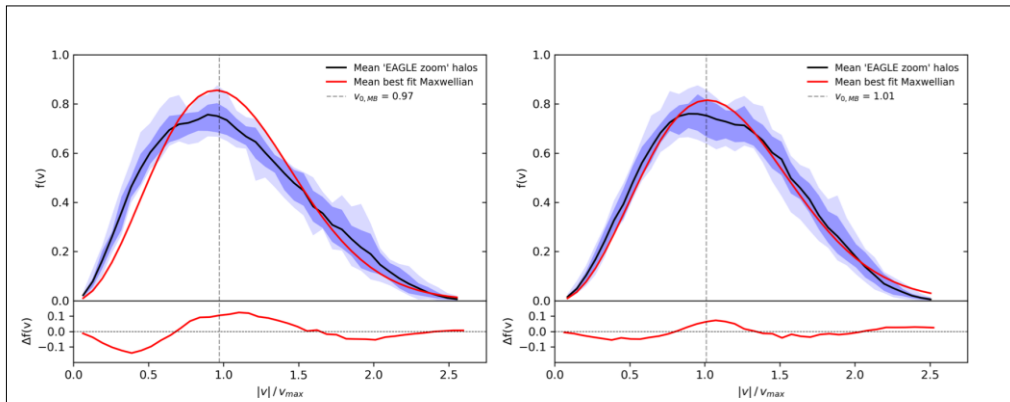 1.0
0.8
0.6
0.4
0.2
0.0
f(v)
Mean 'EAGLE zoom' halos
Mean best fit Maxwellian
v0,MB = 0.97
0.1
0.0
−0.1
Δf(v)
0.0 0.5 1.0 1.5 2.0 2.5
|v| / vmax
1.0
0.8
0.6
0.4
0.2
0.0
f(v)
Mean 'EAGLE zoom' halos
Mean best fit Maxwellian
v0,MB = 1.01
0.1
0.0
−0.1
Δf(v)
0.0 0.5 1.0 1.5 2.0 2.5
|v| / vmax